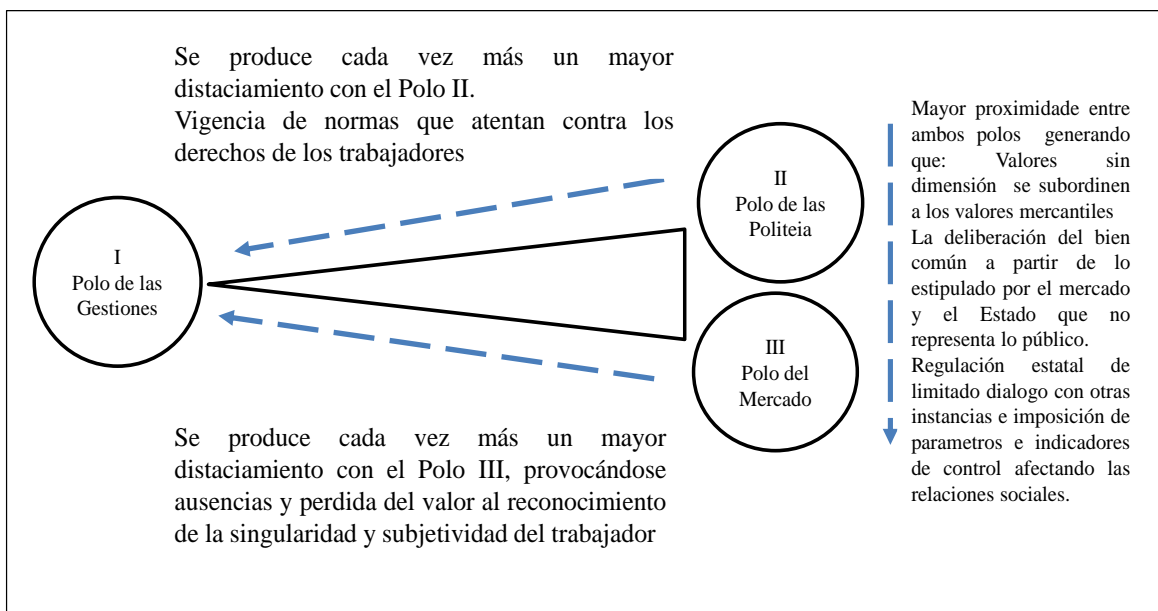 Se produce cada vez más un mayor
distaciamiento con el Polo II.
Vigencia de normas que atentan contra los
derechos de los trabajadores
I
Polo de las
Gestiones
II
Polo de las
Politeia
III
Polo del
Mercado
Se produce cada vez más un mayor
distaciamiento con el Polo III, provocándose
ausencias y perdida del valor al reconocimiento
de la singularidad y subjetividad del trabajador
Mayor proximidade entre
ambos polos generando
que: Valores sin
dimensión se subordinen
a los valores mercantiles
La deliberación del bien
común a partir de lo
estipulado por el mercado
y el Estado que no
representa lo público.
Regulación estatal de
limitado dialogo con otras
instancias e imposición de
parametros e indicadores
de control afectando las
relaciones sociales.